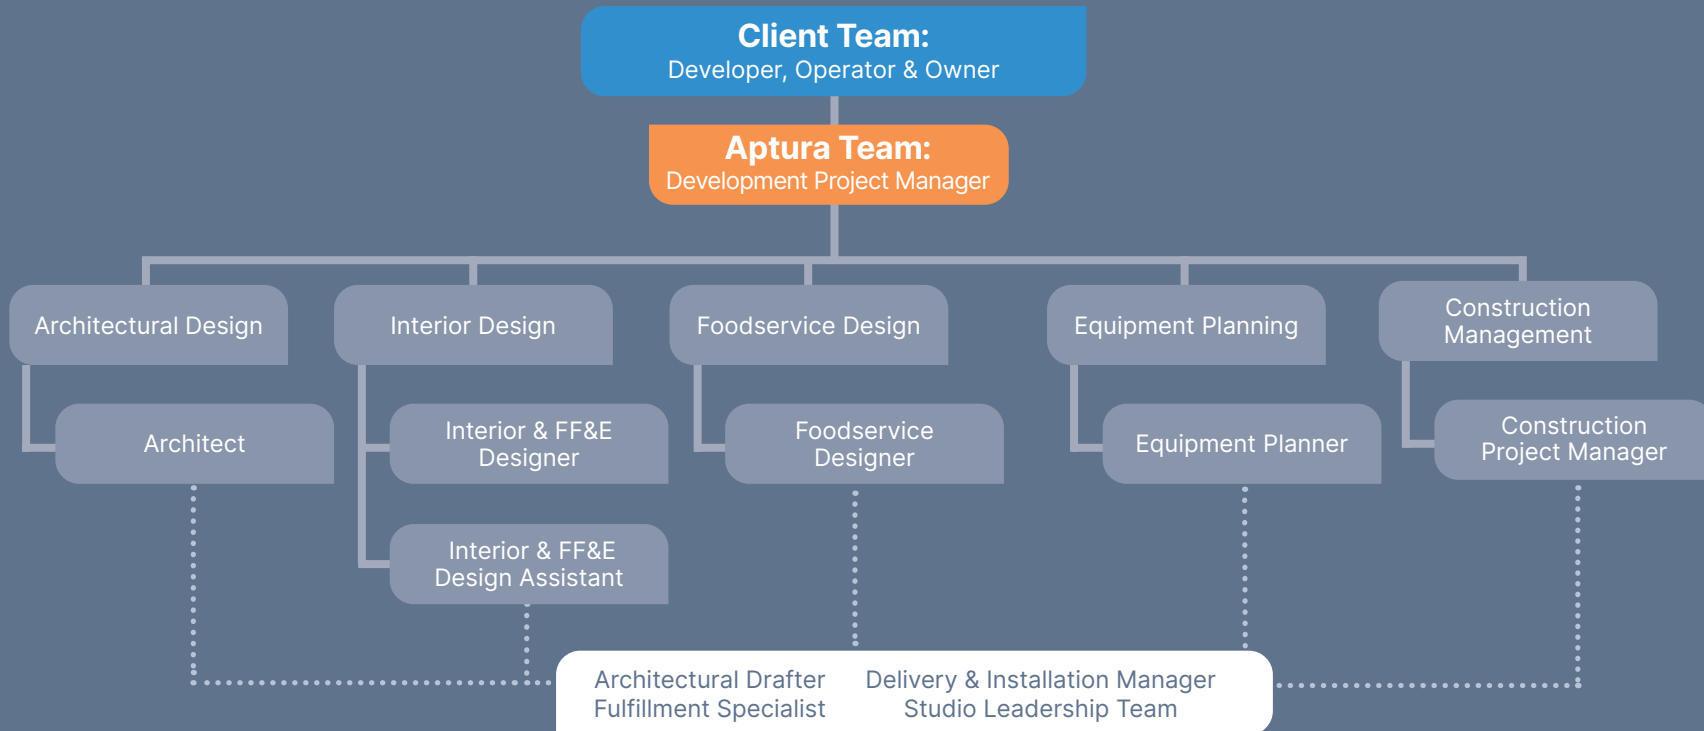 Client Team:
Developer, Operator & Owner
Aptura Team:
Development Project Manager
Architectural Design
Interior Design
Foodservice Design
Equipment Planning
Construction
Management
Architect
Interior & FF&E
Designer
Foodservice
Designer
Equipment Planner
Construction
Project Manager
Interior & FF&E
Design Assistant
Architectural Drafter
Fulfillment Specialist
Delivery & Installation Manager
Studio Leadership Team